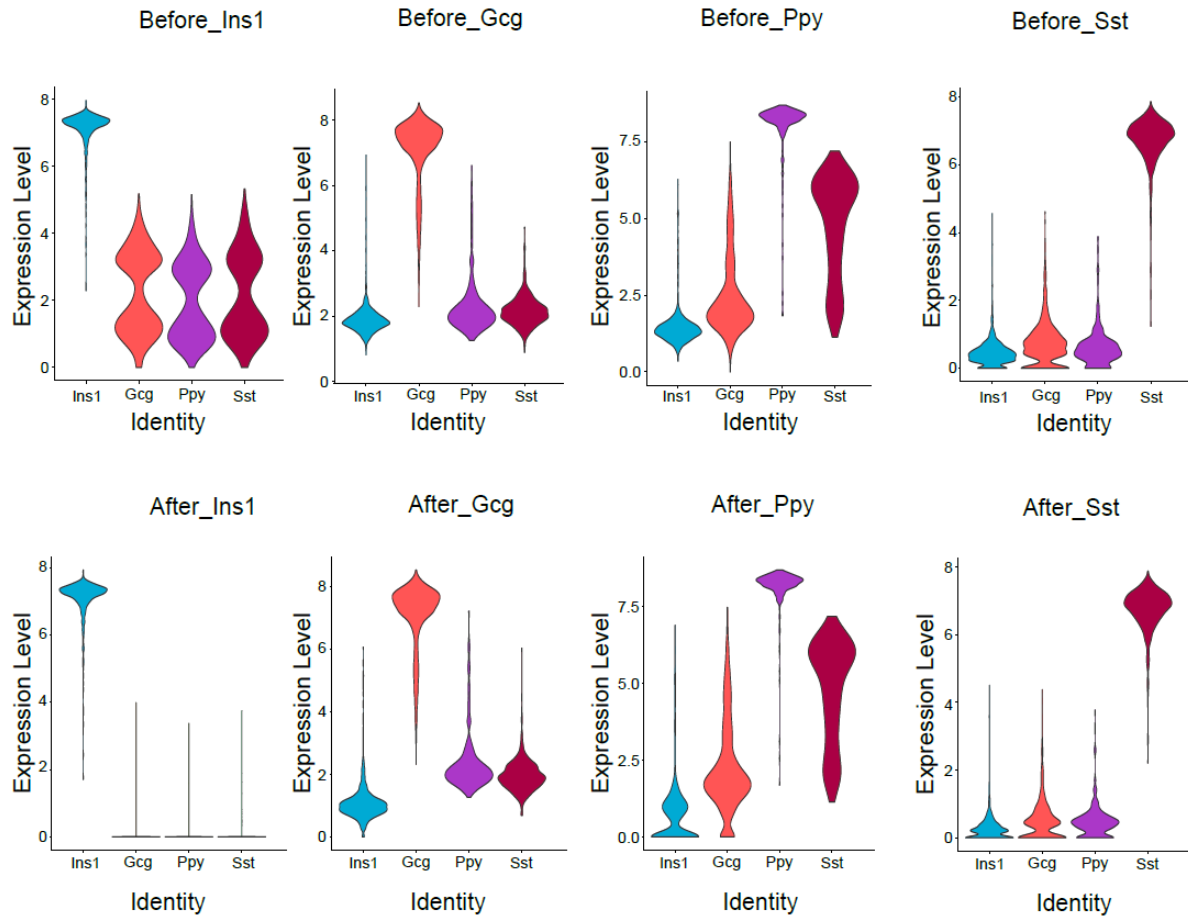 Before_Ins1
Before_Gcg
Before_Ppy
Before_Sst
Expression Level
8
6
4
2
0
Ins1 Gcg Ppy Sst
Identity
Expression Level
8
6
4
2
0
Ins1 Gcg Ppy Sst
Identity
Expression Level
7.5
5.0
2.5
0.0
Ins1 Gcg Ppy Sst
Identity
Expression Level
8
6
4
2
0
Ins1 Gcg Ppy Sst
Identity
After_Ins1
After_Gcg
After_Ppy
After_Sst
Expression Level
8
6
4
2
0
Ins1 Gcg Ppy Sst
Identity
Expression Level
8
6
4
2
0
Ins1 Gcg Ppy Sst
Identity
Expression Level
7.5
5.0
2.5
0.0
Ins1 Gcg Ppy Sst
Identity
Expression Level
8
6
4
2
0
Ins1 Gcg Ppy Sst
Identity